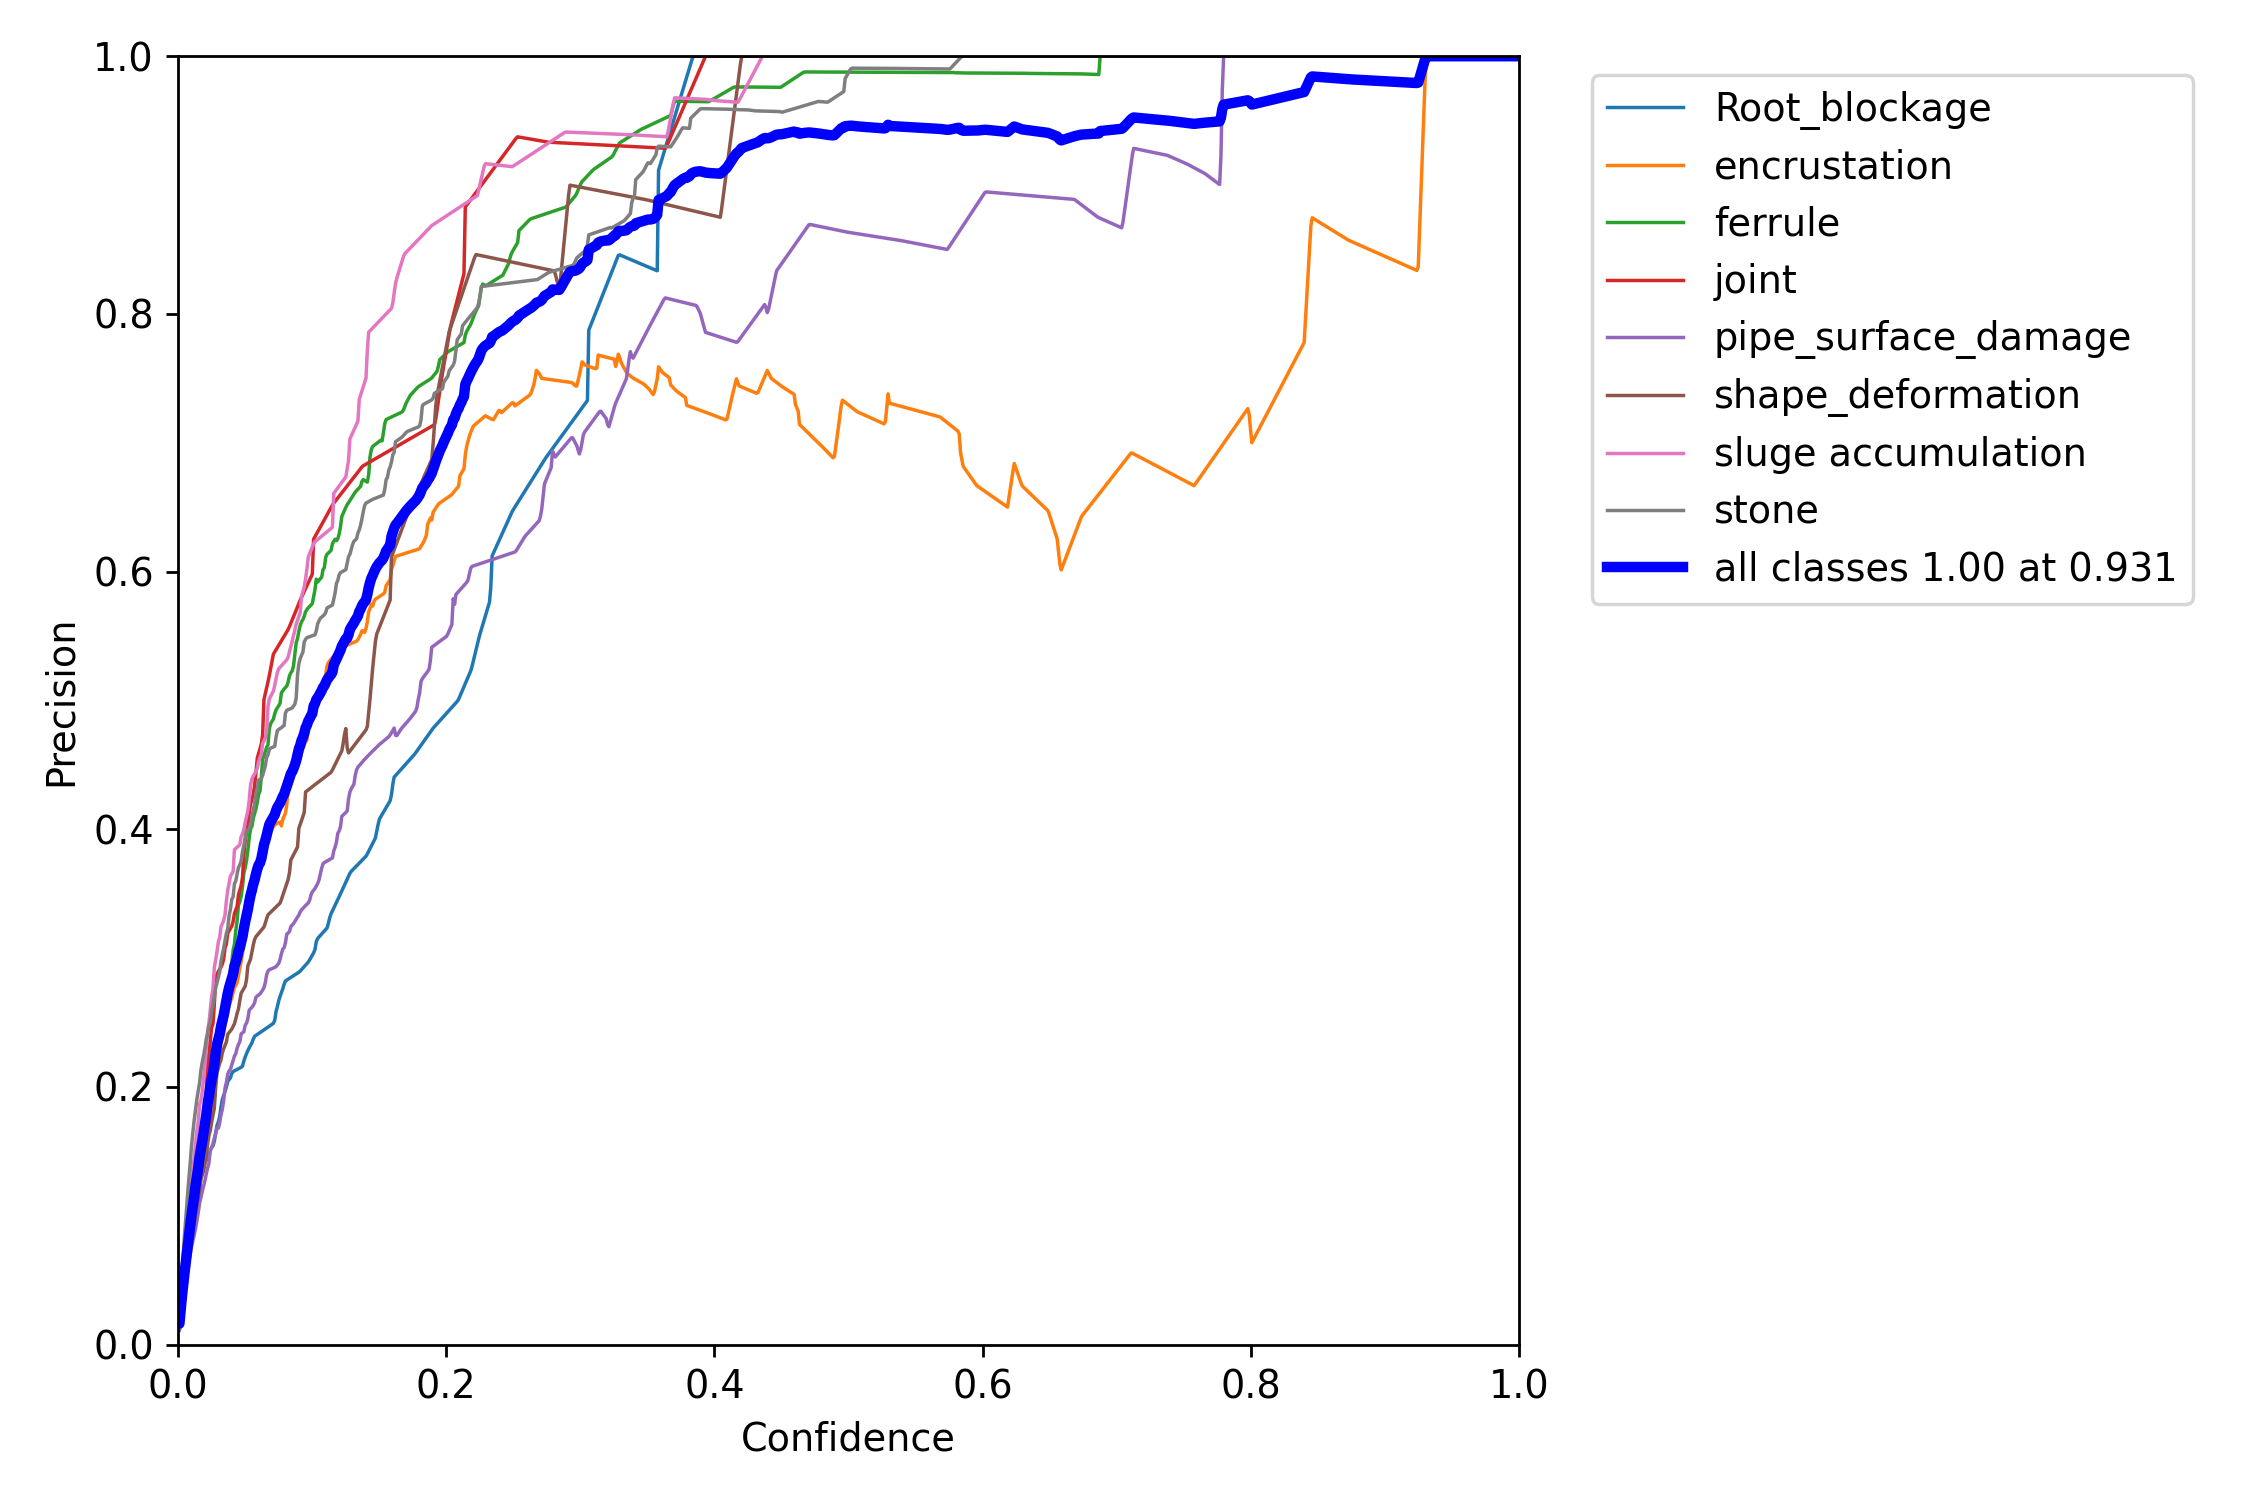 1.0
0.8
0.6
0.4
0.2
0.0
Precision
0.0 0.2 0.4 0.6 0.8 1.0
Confidence
Root_blockage
encrustation
ferrule
joint
pipe_surface_damage
shape_deformation
sluge accumulation
stone
all classes 1.00 at 0.931